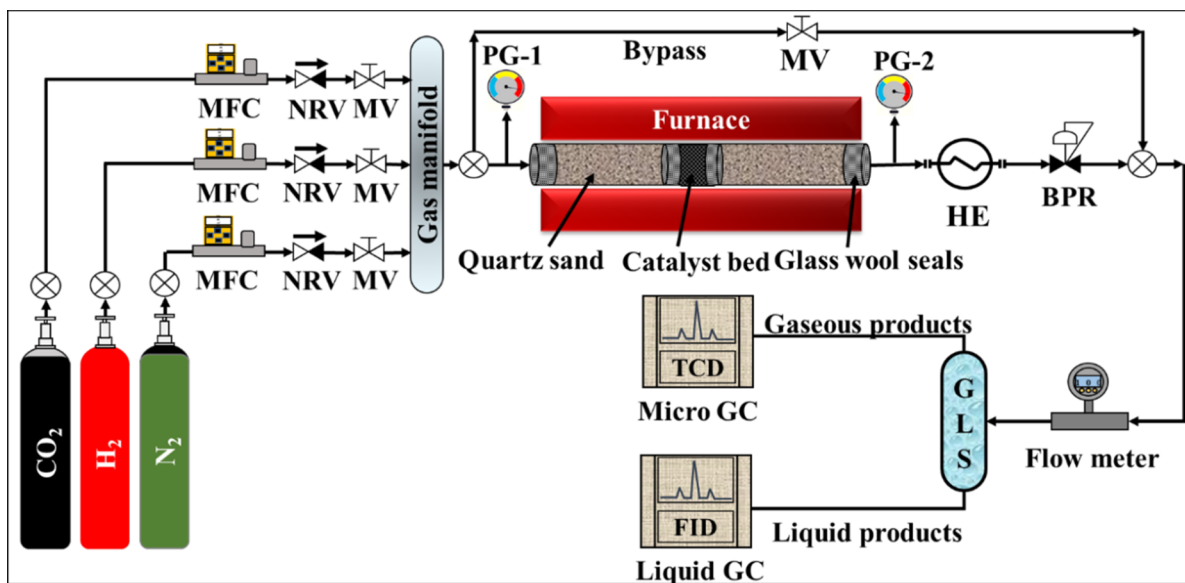 Bypass
MV
PG-1
PG-2
MFC
NRV
MV
MFC
NRV
MV
MFC
NRV
MV
Gas manifold
Furnace
HE
BPR
Quartz sand
Catalyst bed
Glass wool seals
CO₂
H₂
N₂
Gaseous products
TCD
Micro GC
GLS
Flow meter
FID
Liquid products
Liquid GC